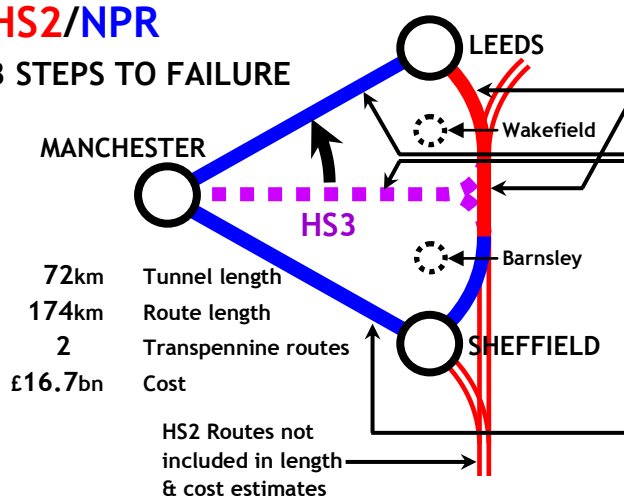 HS2/NPR
3 STEPS TO FAILURE
LEEDS
Wakefield
MANCHESTER
HS3
Barnsley
72km Tunnel length
174km Route length
2 Transpennine routes
£16.7bn Cost
SHEFFIELD
HS2 Routes not
included in length
& cost estimates